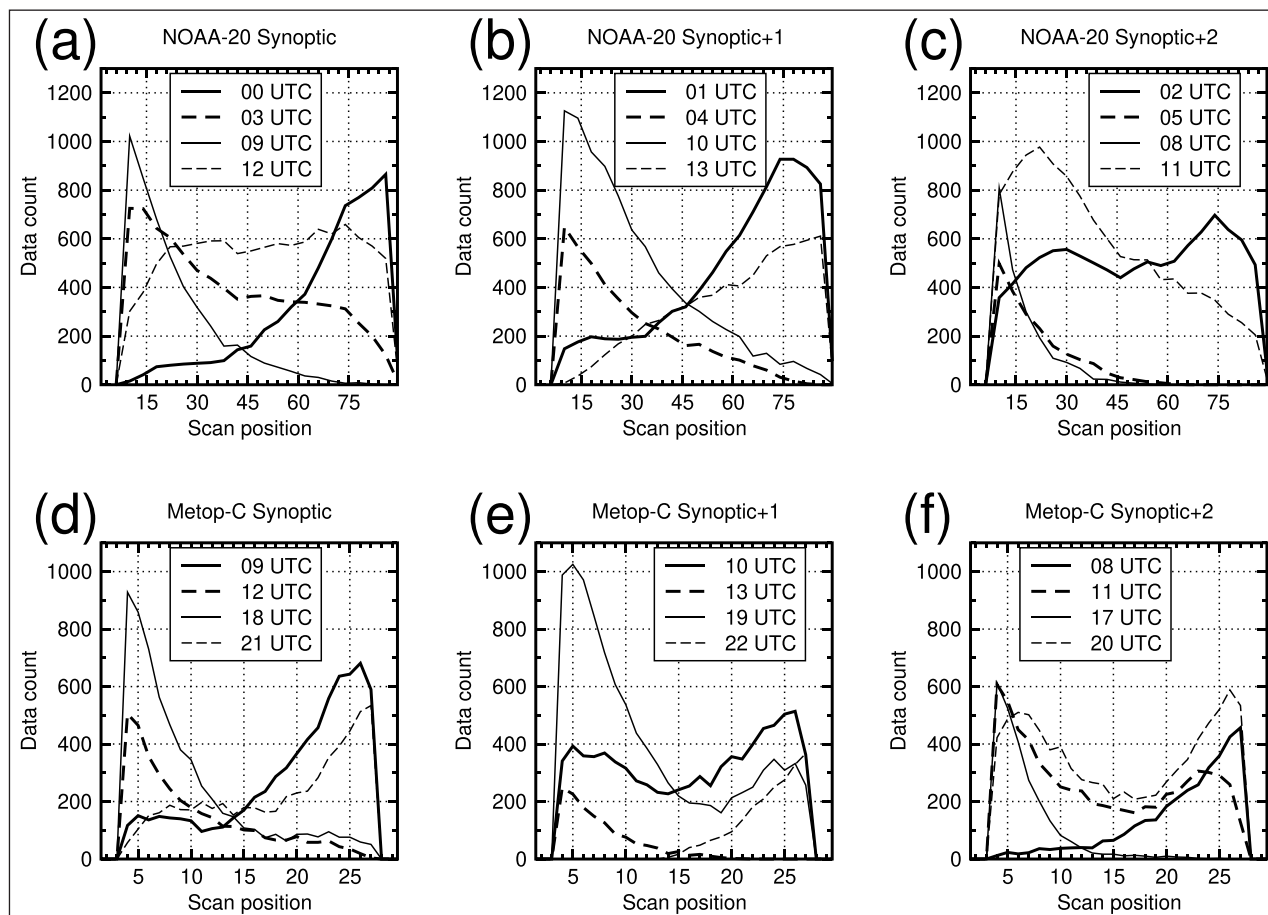 (a) NOAA-20 Synoptic
00 UTC
03 UTC
09 UTC
12 UTC
Data count
1200
1000
800
600
400
200
0
15 30 45 60 75
Scan position
(b) NOAA-20 Synoptic+1
01 UTC
04 UTC
10 UTC
13 UTC
Data count
1200
1000
800
600
400
200
0
15 30 45 60 75
Scan position
(c) NOAA-20 Synoptic+2
02 UTC
05 UTC
08 UTC
11 UTC
Data count
1200
1000
800
600
400
200
0
15 30 45 60 75
Scan position
(d) Metop-C Synoptic
09 UTC
12 UTC
18 UTC
21 UTC
Data count
1000
800
600
400
200
0
5 10 15 20 25
Scan position
(e) Metop-C Synoptic+1
10 UTC
13 UTC
19 UTC
22 UTC
Data count
1000
800
600
400
200
0
5 10 15 20 25
Scan position
(f) Metop-C Synoptic+2
08 UTC
11 UTC
17 UTC
20 UTC
Data count
1000
800
600
400
200
0
5 10 15 20 25
Scan position